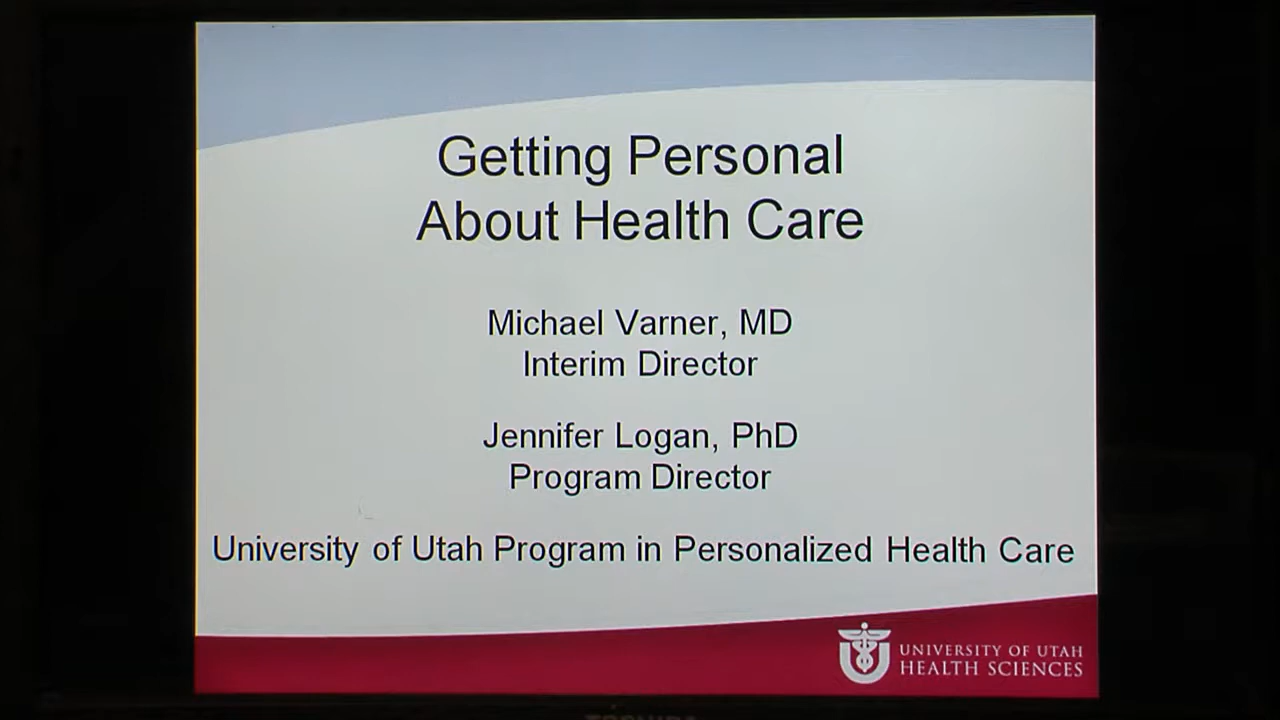 Getting Personal
About Health Care
Michael Varner, MD
Interim Director
Jennifer Logan, PhD
Program Director
University of Utah Program in Personalized Health Care
UNIVERSITY OF UTAH
HEALTH SCIENCES